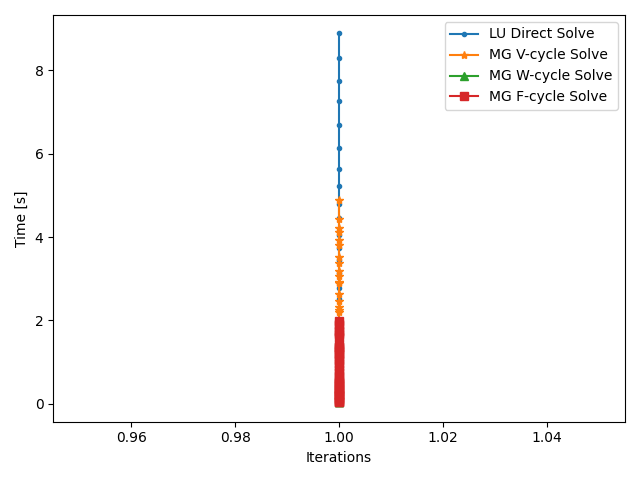 LU Direct Solve
MG V-cycle Solve
MG W-cycle Solve
MG F-cycle Solve
Time [s]
8
6
4
2
0
0.96 0.98 1.00 1.02 1.04
Iterations